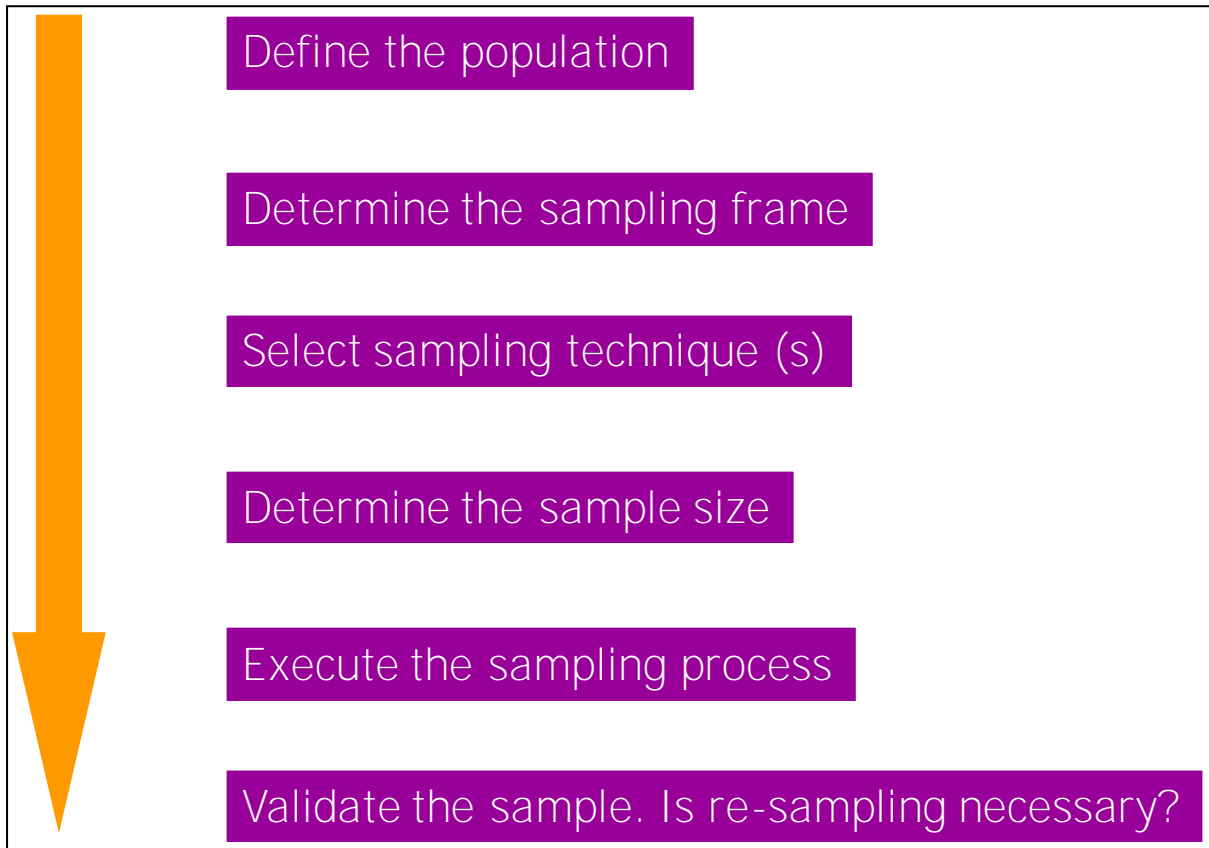 Define the population
Determine the sampling frame
Select sampling technique (s)
Determine the sample size
Execute the sampling process
Validate the sample. Is re-sampling necessary?